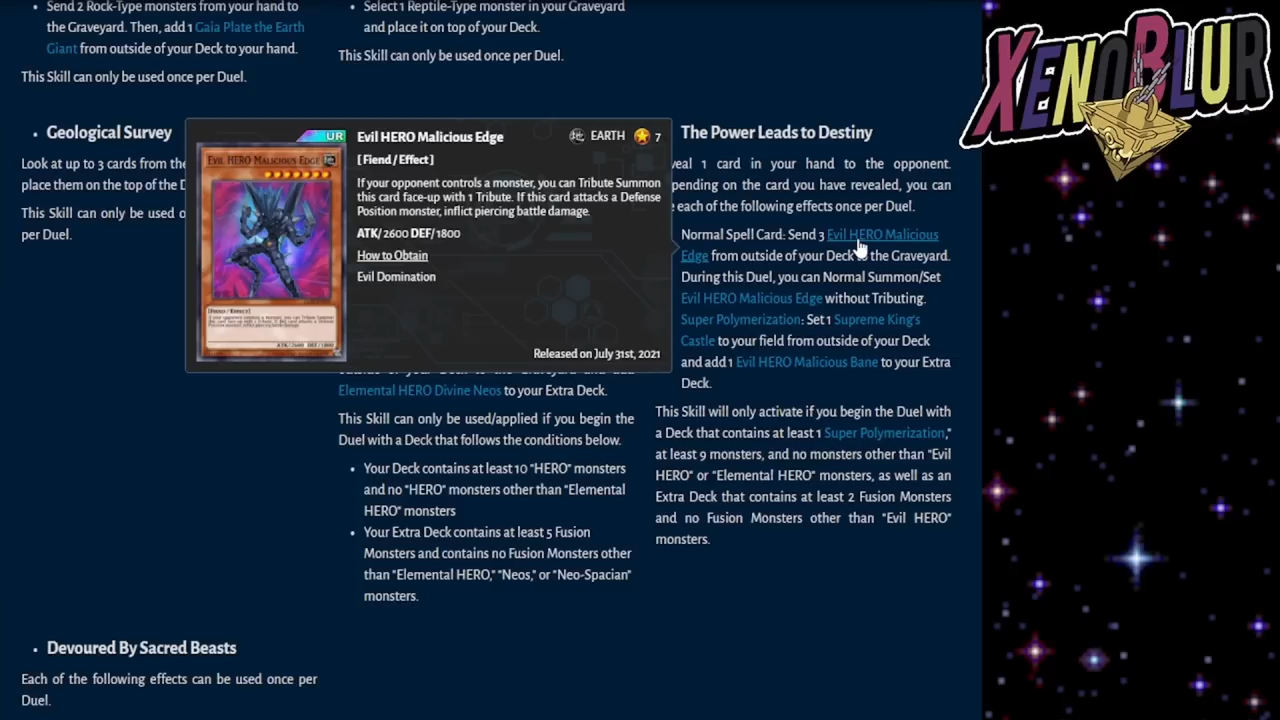 Send 2 Rock-Type monsters from your hand to
the Graveyard. Then, add 1 Gaia Plate the Earth
Giant from outside of your Deck to your hand.
This Skill can only be used once per Duel.
Select 1 Reptile-Type monster in your Graveyard
and place it on top of your Deck.
This Skill can only be used once per Duel.
XENOBLUR
Geological Survey
Look at up to 3 cards from the
place them on the top of the D
This Skill can only be used o
per Duel.
UR
EVIL HERO MALICIOUS EDGE
Evil HERO Malicious Edge
EARTH
7
[ Fiend / Effect ]
If your opponent controls a monster, you can Tribute Summon
this card face-up with 1 Tribute. If this card attacks a Defense
Position monster, inflict piercing battle damage.
ATK/ 2600 DEF/ 1800
How to Obtain
Evil Domination
Released on July 31st, 2021
Elemental HERO Divine Neos to your Extra Deck.
This Skill can only be used/applied if you begin the
Duel with a Deck that follows the conditions below.
Your Deck contains at least 10 "HERO" monsters
and no "HERO" monsters other than "Elemental
HERO" monsters
Your Extra Deck contains at least 5 Fusion
Monsters and contains no Fusion Monsters other
than "Elemental HERO," "Neos," or "Neo-Spacian"
monsters.
The Power Leads to Destiny
eveal 1 card in your hand to the opponent.
pending on the card you have revealed, you can
e each of the following effects once per Duel.
Normal Spell Card: Send 3 Evil HERO Malicious
Edge from outside of your Deck to the Graveyard.
During this Duel, you can Normal Summon/Set
Evil HERO Malicious Edge without Tributing.
Super Polymerization: Set 1 Supreme King's
Castle to your field from outside of your Deck
and add 1 Evil HERO Malicious Bane to your Extra
Deck.
This Skill will only activate if you begin the Duel with
a Deck that contains at least 1 Super Polymerization,"
at least 9 monsters, and no monsters other than "Evil
HERO" or "Elemental HERO" monsters, as well as an
Extra Deck that contains at least 2 Fusion Monsters
and no Fusion Monsters other than "Evil HERO"
monsters.
Devoured By Sacred Beasts
Each of the following effects can be used once per
Duel.